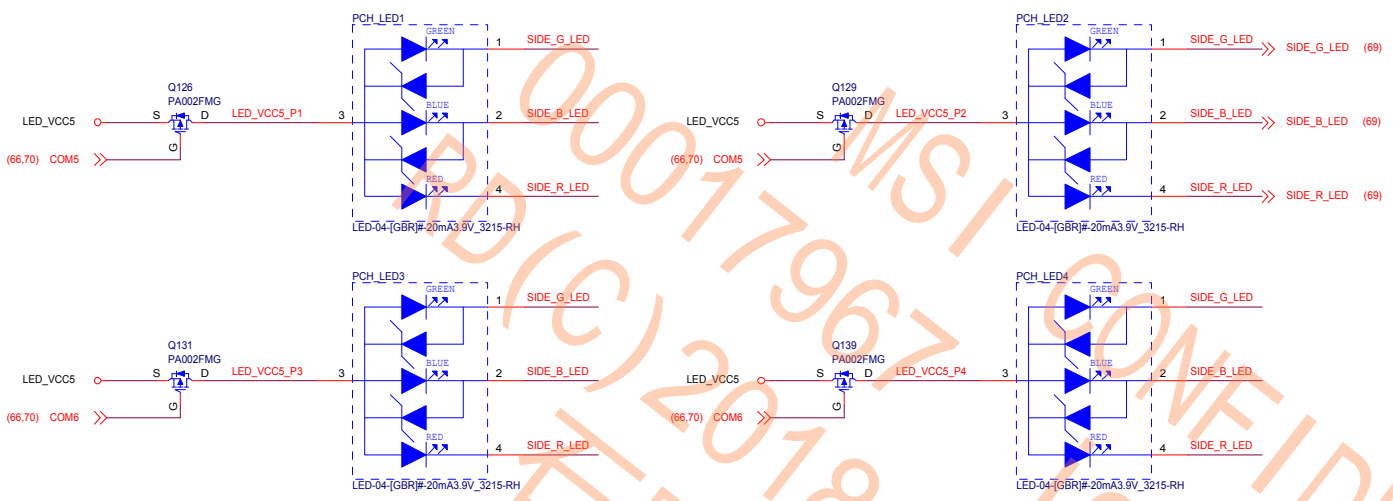 PCH_LED1
GREEN
1 SIDE_G_LED
Q126
PA002FMG
LED_VCC5 S D LED_VCC5_P1 3
BLUE
2 SIDE_B_LED
G
(66,70) COM5
RED
4 SIDE_R_LED
LED-04-[GBR]#-20mA3.9V_3215-RH
PCH_LED2
GREEN
1 SIDE_G_LED SIDE_G_LED (69)
Q129
PA002FMG
LED_VCC5 S D LED_VCC5_P2 3
BLUE
2 SIDE_B_LED SIDE_B_LED (69)
G
(66,70) COM5
RED
4 SIDE_R_LED SIDE_R_LED (69)
LED-04-[GBR]#-20mA3.9V_3215-RH
PCH_LED3
GREEN
1 SIDE_G_LED
Q131
PA002FMG
LED_VCC5 S D LED_VCC5_P3 3
BLUE
2 SIDE_B_LED
G
(66,70) COM6
RED
4 SIDE_R_LED
LED-04-[GBR]#-20mA3.9V_3215-RH
PCH_LED4
GREEN
1 SIDE_G_LED
Q139
PA002FMG
LED_VCC5 S D LED_VCC5_P4 3
BLUE
2 SIDE_B_LED
G
(66,70) COM6
RED
4 SIDE_R_LED
LED-04-[GBR]#-20mA3.9V_3215-RH
MSI CONFID
00017967
RD(C)2018